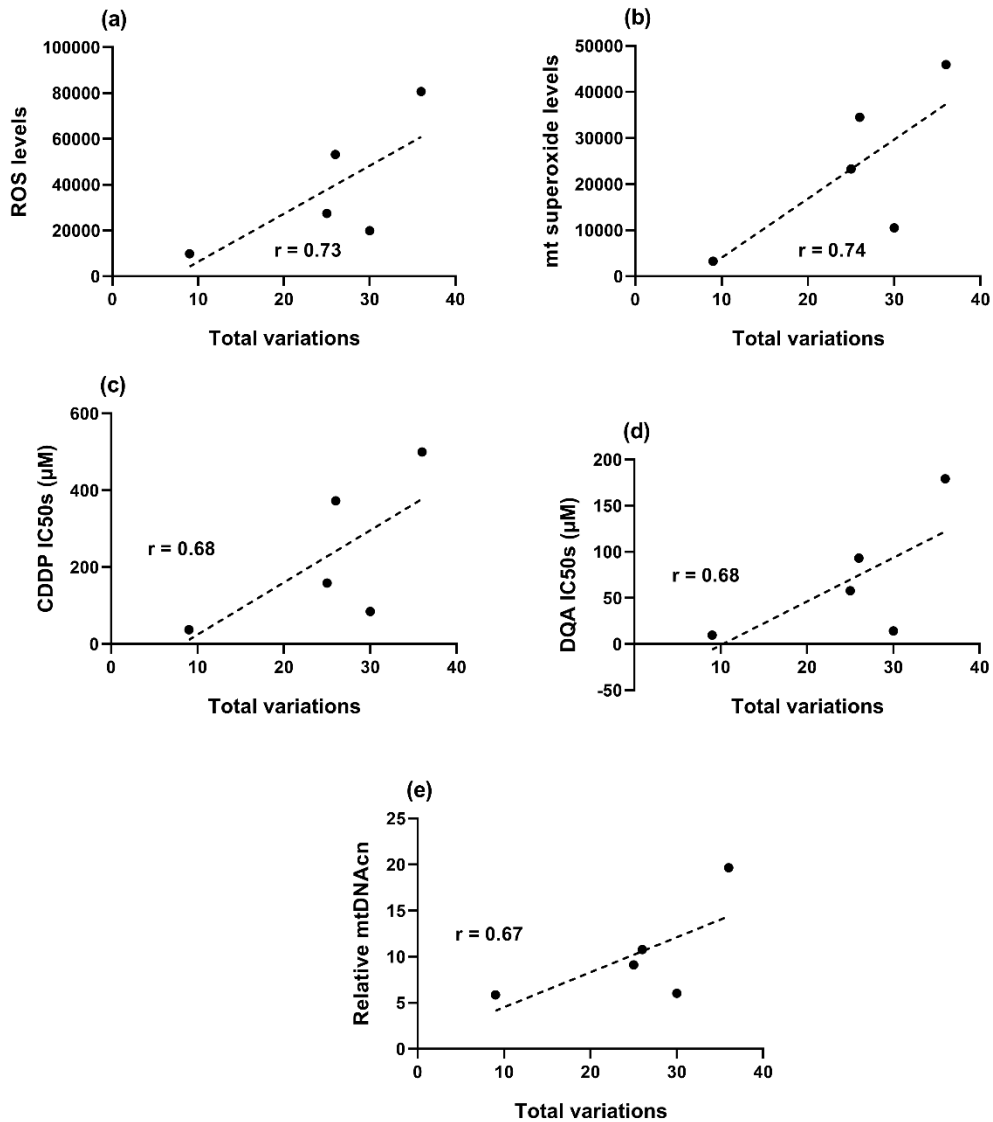 (a)
ROS levels
100000
80000
60000
40000
20000
0
r = 0.73
0 10 20 30 40
Total variations
(b)
mt superoxide levels
50000
40000
30000
20000
10000
0
r = 0.74
0 10 20 30 40
Total variations
(c)
CDDP IC50s (µM)
600
400
200
0
r = 0.68
0 10 20 30 40
Total variations
(d)
DQA IC50s (µM)
200
150
100
50
0
-50
r = 0.68
10 20 30 40
Total variations
(e)
Relative mtDNAcn
25
20
15
10
5
0
r = 0.67
0 10 20 30 40
Total variations